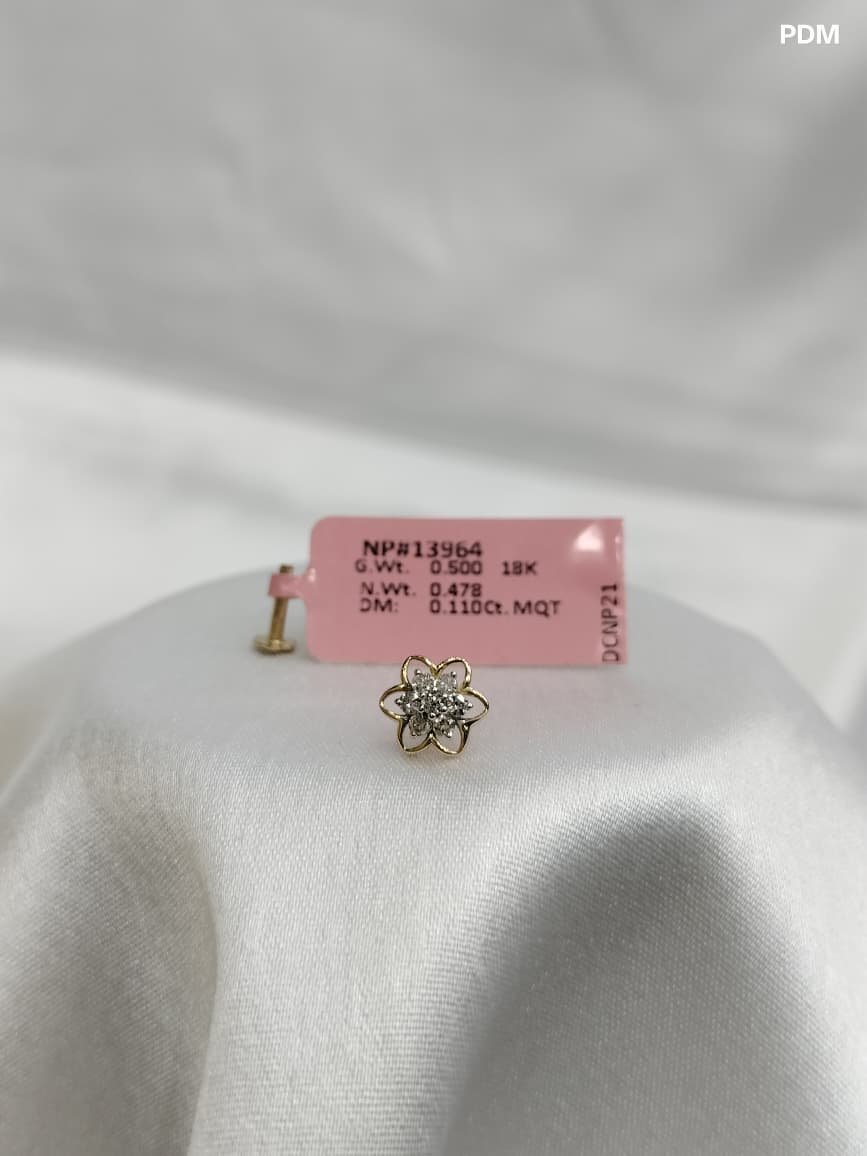 PDM
NP#13964
G.Wt. 0.500 18K
N.Wt. 0.478
DM: 0.110Ct. MQT
DCNP21